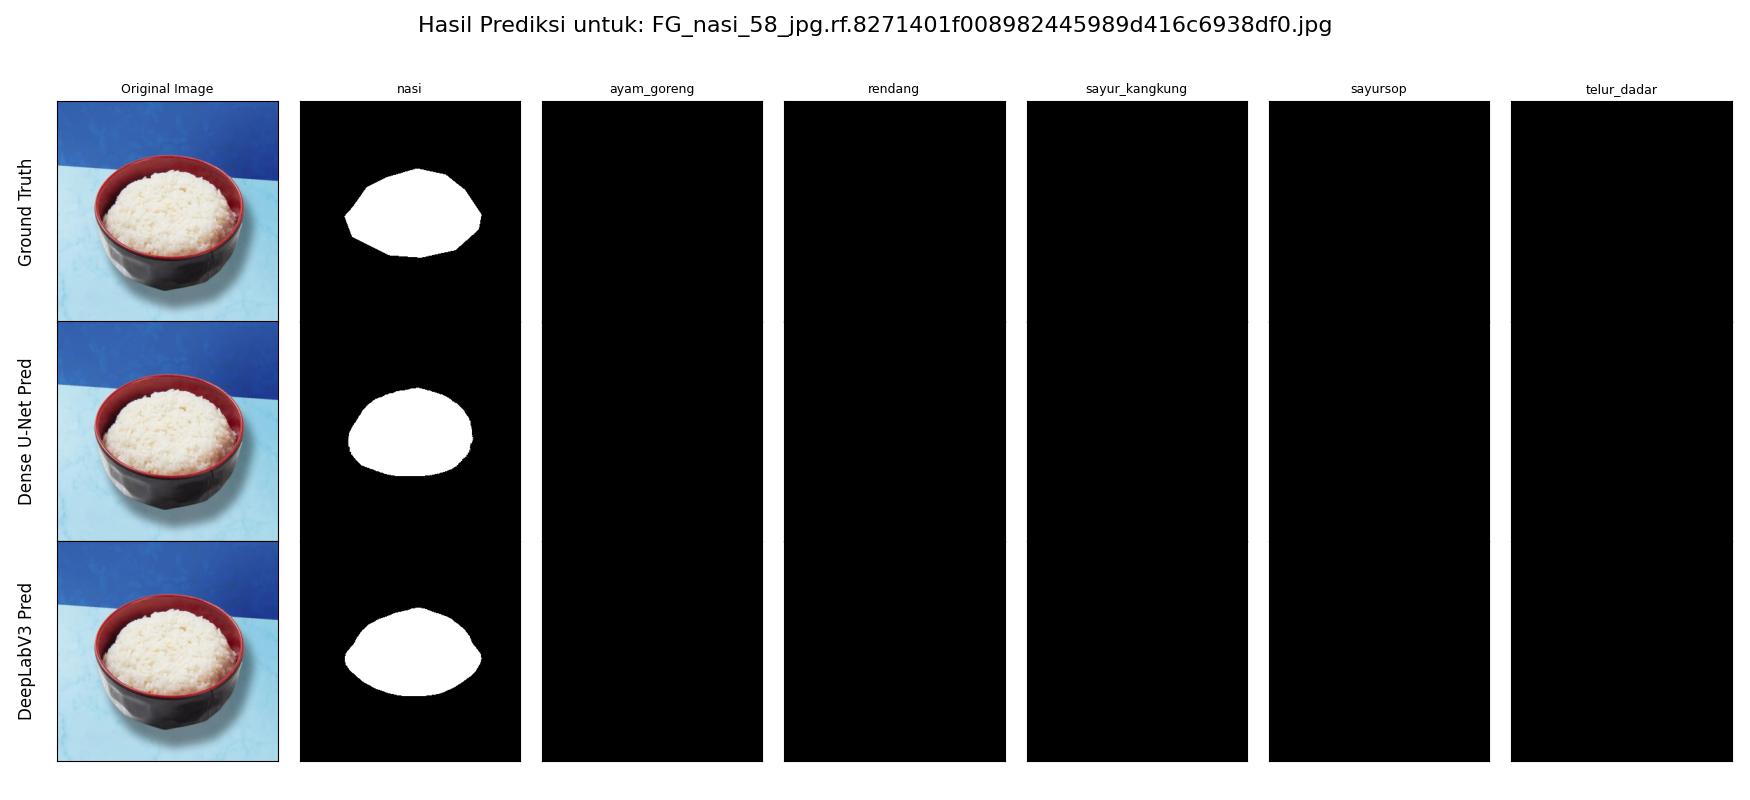 Hasil Prediksi untuk: FG_nasi_58_jpg.rf.8271401f008982445989d416c6938df0.jpg
Original Image
nasi
ayam_goreng
rendang
sayur_kangkung
sayursop
telur_dadar
Ground Truth
Dense U-Net Pred
DeepLabV3 Pred